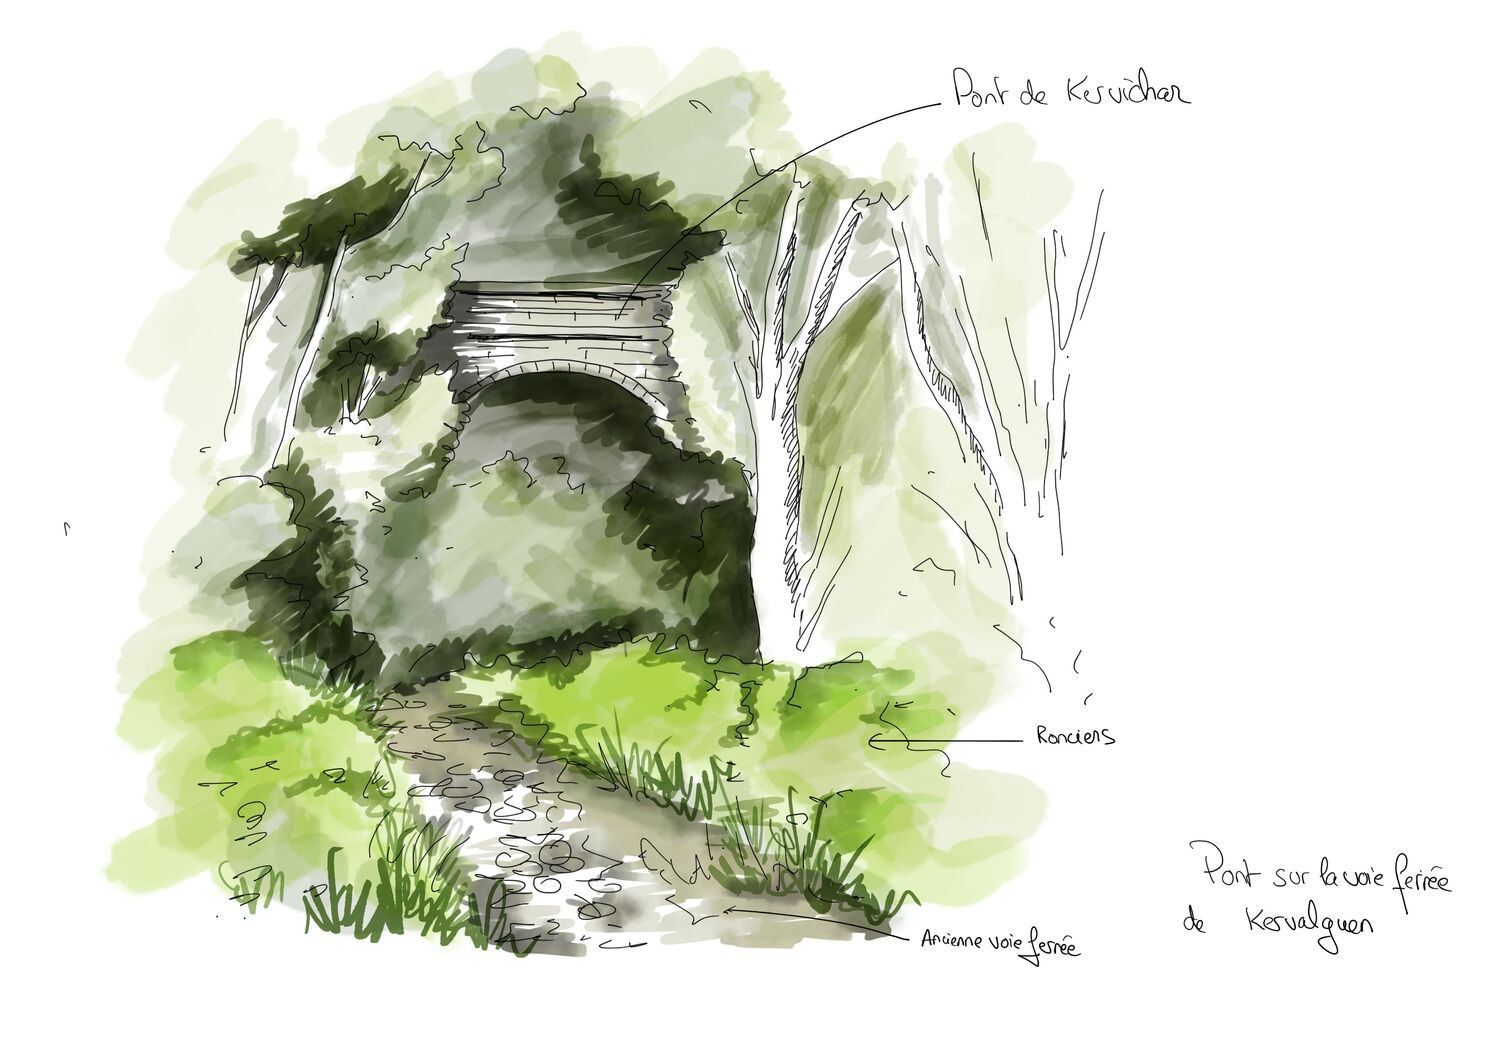 Pont de Kervichar
Ronciers
Pont sur la voie ferrée
de Kervalguen
Ancienne voie ferrée